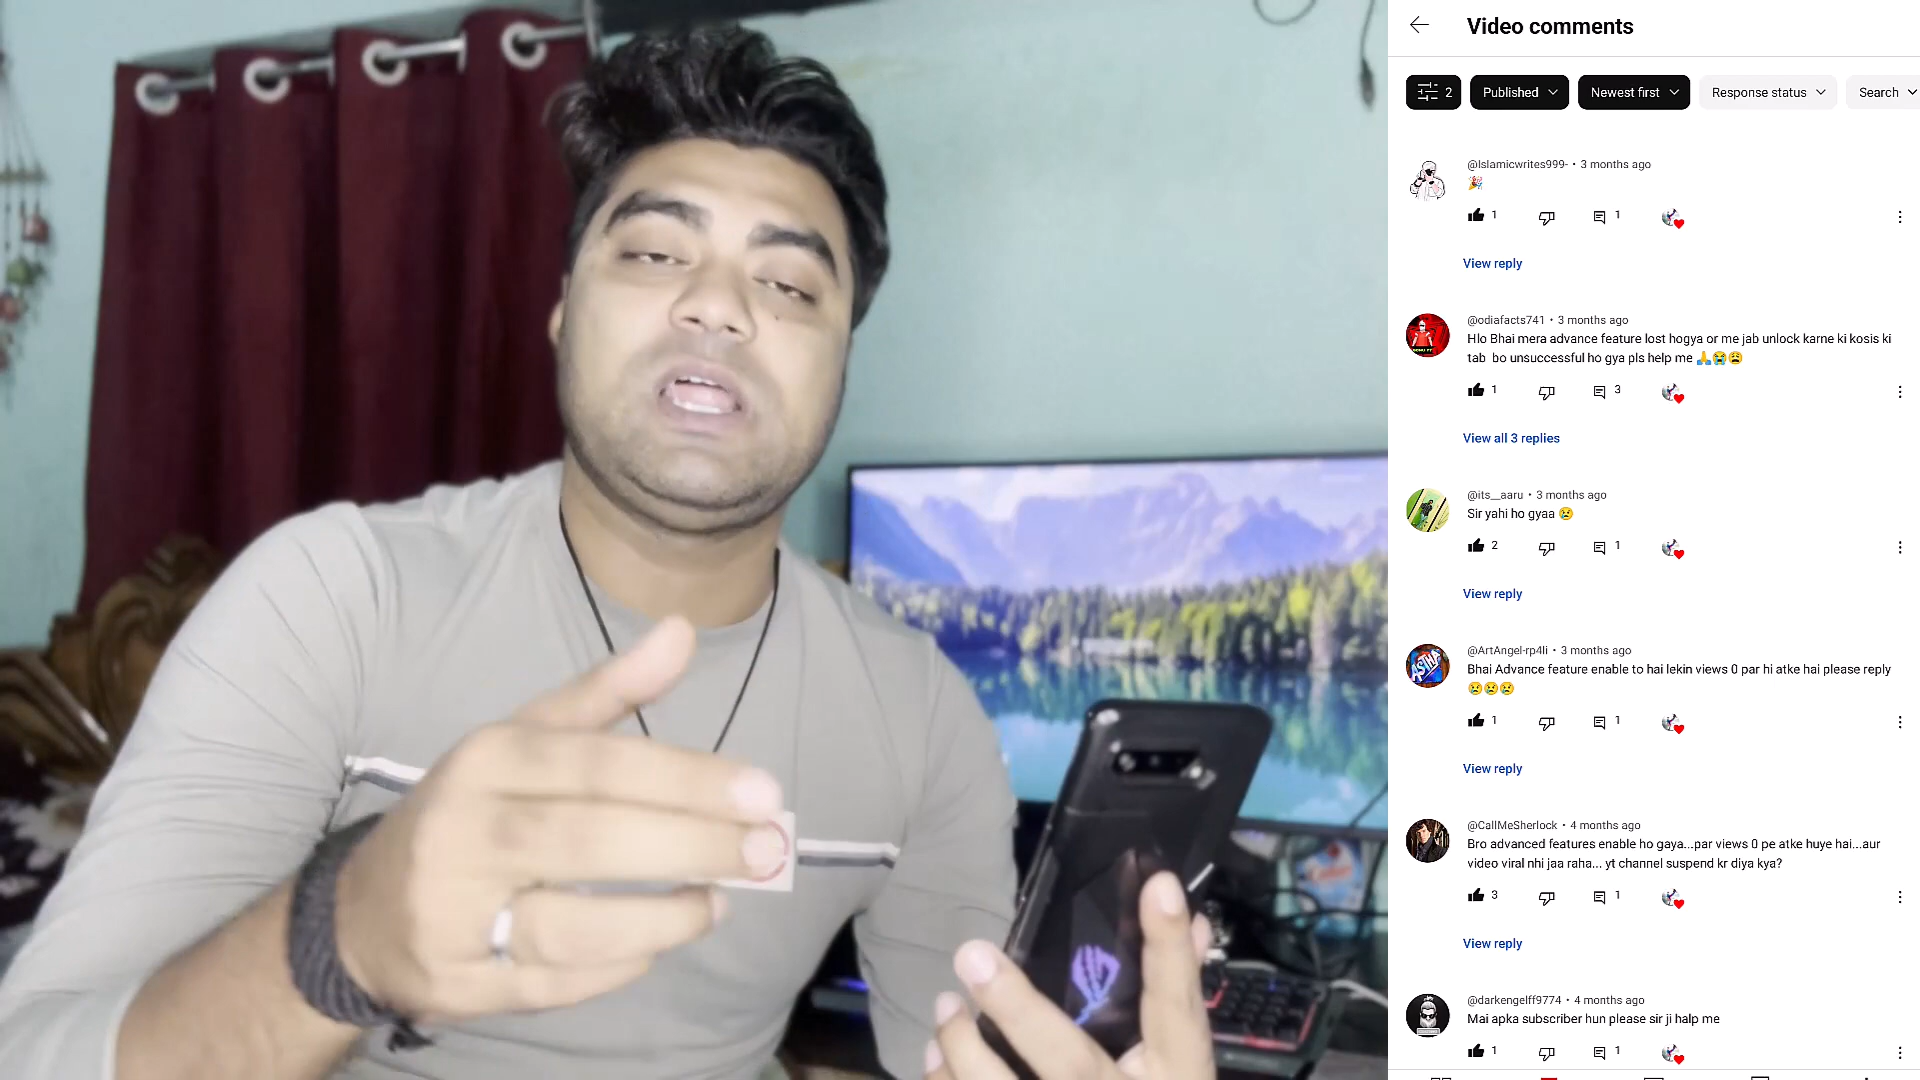 Video comments
2
Published
Newest first
Response status
Search
@Islamicwrites999- • 3 months ago
🎉
1
1
View reply
@odiafacts741 • 3 months ago
Hlo Bhai mera advance feature lost hogya or me jab unlock karne ki kosis ki
tab bo unsuccessful ho gya pls help me 🙏😭😩
1
3
View all 3 replies
@its__aaru • 3 months ago
Sir yahi ho gyaa 😢
2
1
View reply
@ArtAngel-rp4li • 3 months ago
Bhai Advance feature enable to hai lekin views 0 par hi atke hai please reply
😢😢😢
1
1
View reply
@CallMeSherlock • 4 months ago
Bro advanced features enable ho gaya...par views 0 pe atke huye hai...aur
video viral nhi jaa raha... yt channel suspend kr diya kya?
3
1
View reply
@darkengelff9774 • 4 months ago
Mai apka subscriber hun please sir ji halp me
1
1